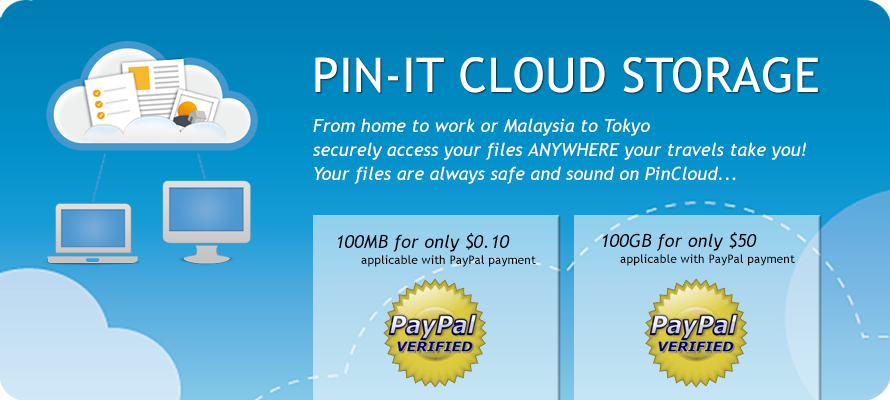 PIN-IT CLOUD STORAGE
From home to work or Malaysia to Tokyo
securely access your files ANYWHERE your travels take you!
Your files are always safe and sound on PinCloud...
100MB for only $0.10
applicable with PayPal payment
PayPal
VERIFIED
100GB for only $50
applicable with PayPal payment
PayPal
VERIFIED